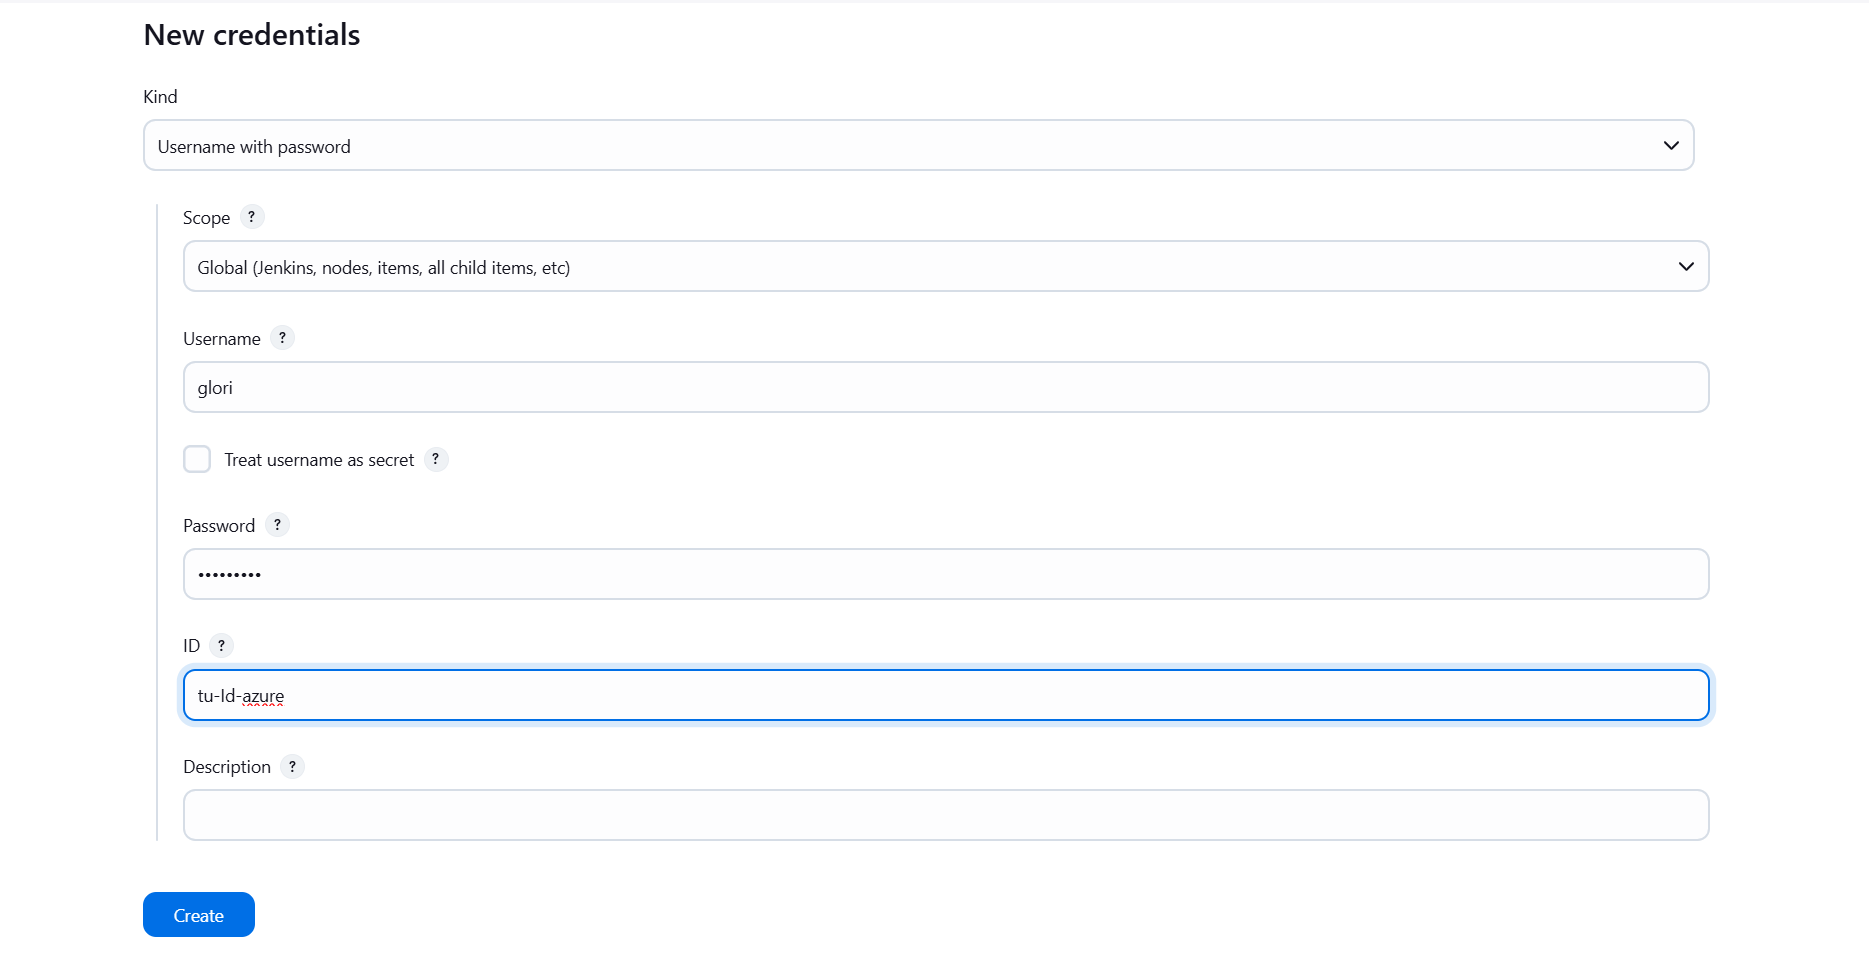 New credentials
Kind
Username with password
Scope ?
Global (Jenkins, nodes, items, all child items, etc)
Username ?
glori
Treat username as secret ?
Password ?
•••••••••
ID ?
tu-Id-azure
Description ?
Create